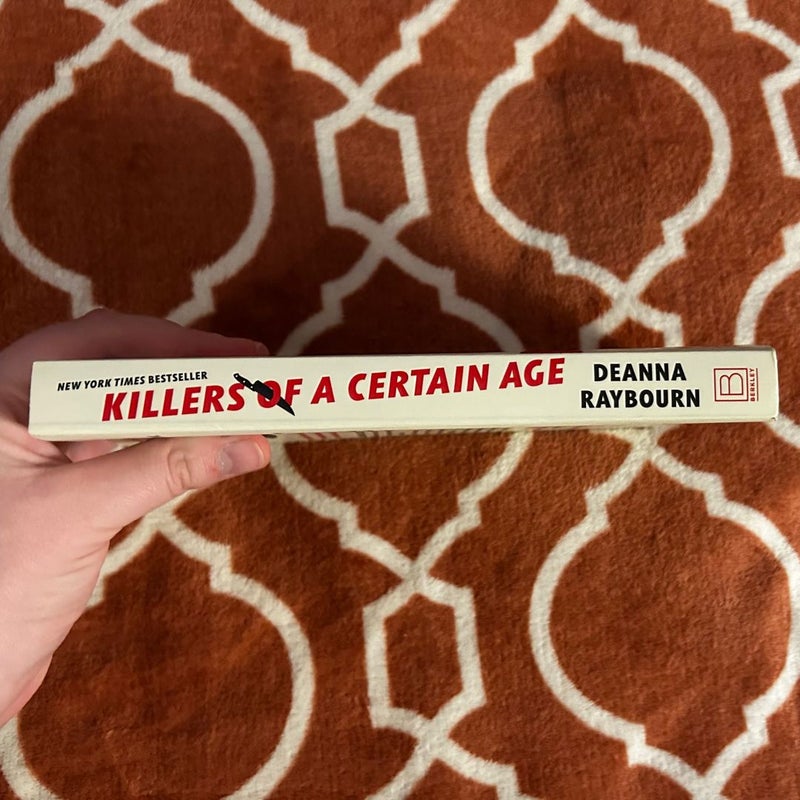 NEW YORK TIMES BESTSELLER
KILLERS OF A CERTAIN AGE
DEANNA
RAYBOURN
B
BERKLEY